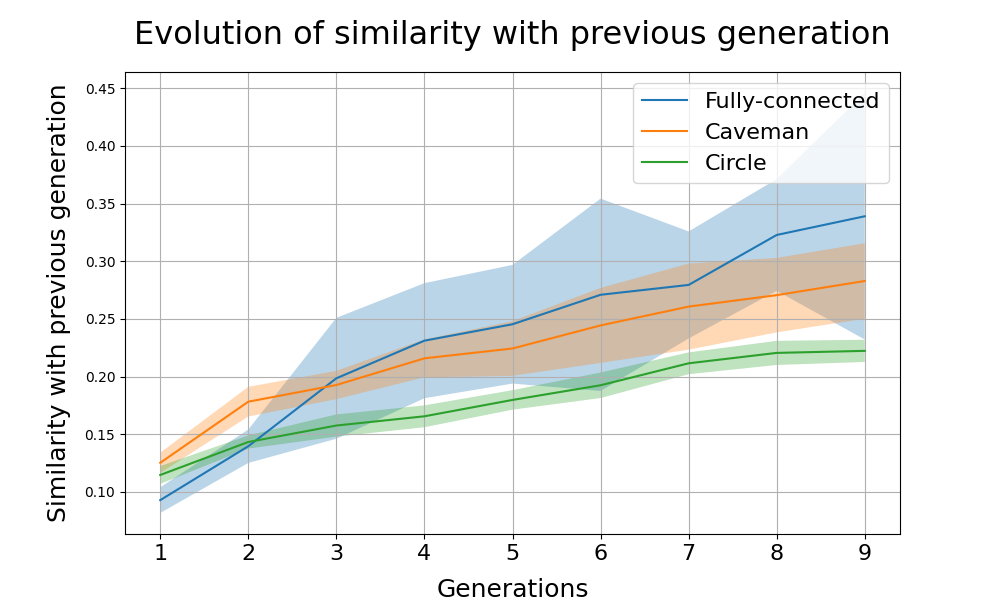 Evolution of similarity with previous generation
Similarity with previous generation
0.45
0.40
0.35
0.30
0.25
0.20
0.15
0.10
Fully-connected
Caveman
Circle
1 2 3 4 5 6 7 8 9
Generations